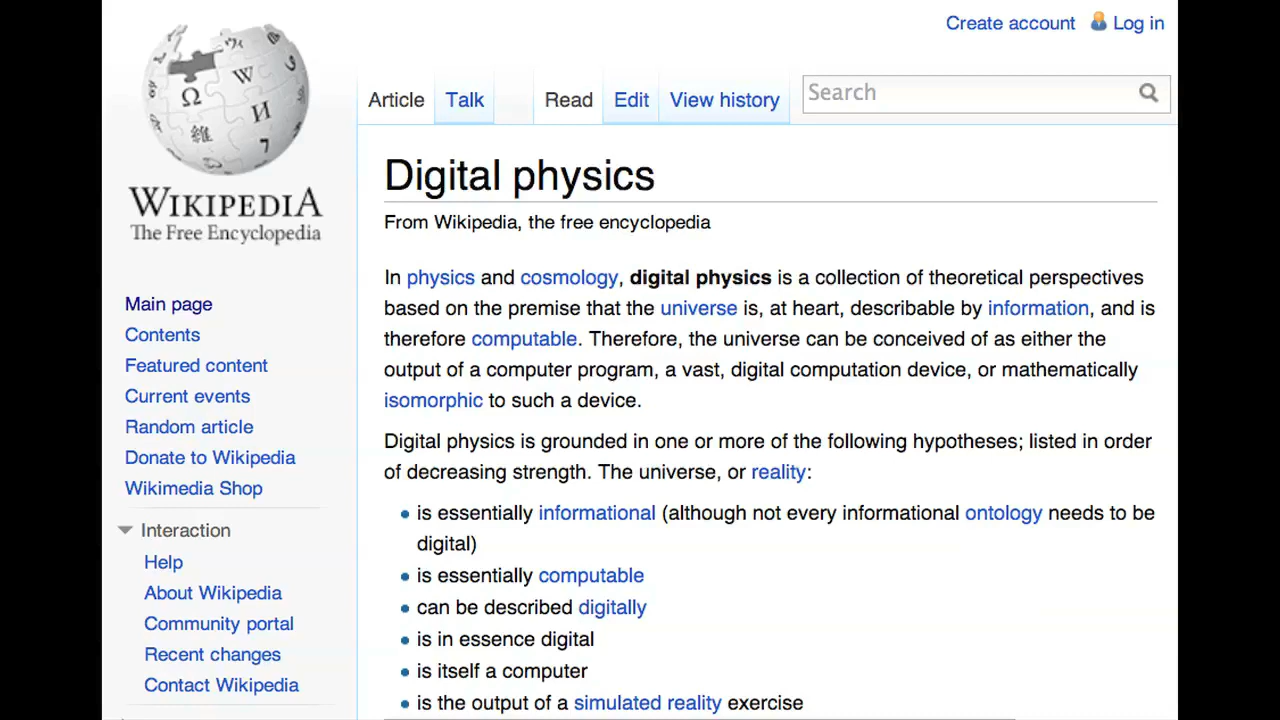 Create account Log in
Article Talk Read Edit View history Search
WIKIPEDIA
The Free Encyclopedia
Main page
Contents
Featured content
Current events
Random article
Donate to Wikipedia
Wikimedia Shop
Interaction
Help
About Wikipedia
Community portal
Recent changes
Contact Wikipedia
Digital physics
From Wikipedia, the free encyclopedia
In physics and cosmology, digital physics is a collection of theoretical perspectives
based on the premise that the universe is, at heart, describable by information, and is
therefore computable. Therefore, the universe can be conceived of as either the
output of a computer program, a vast, digital computation device, or mathematically
isomorphic to such a device.
Digital physics is grounded in one or more of the following hypotheses; listed in order
of decreasing strength. The universe, or reality:
• is essentially informational (although not every informational ontology needs to be
digital)
• is essentially computable
• can be described digitally
• is in essence digital
• is itself a computer
• is the output of a simulated reality exercise